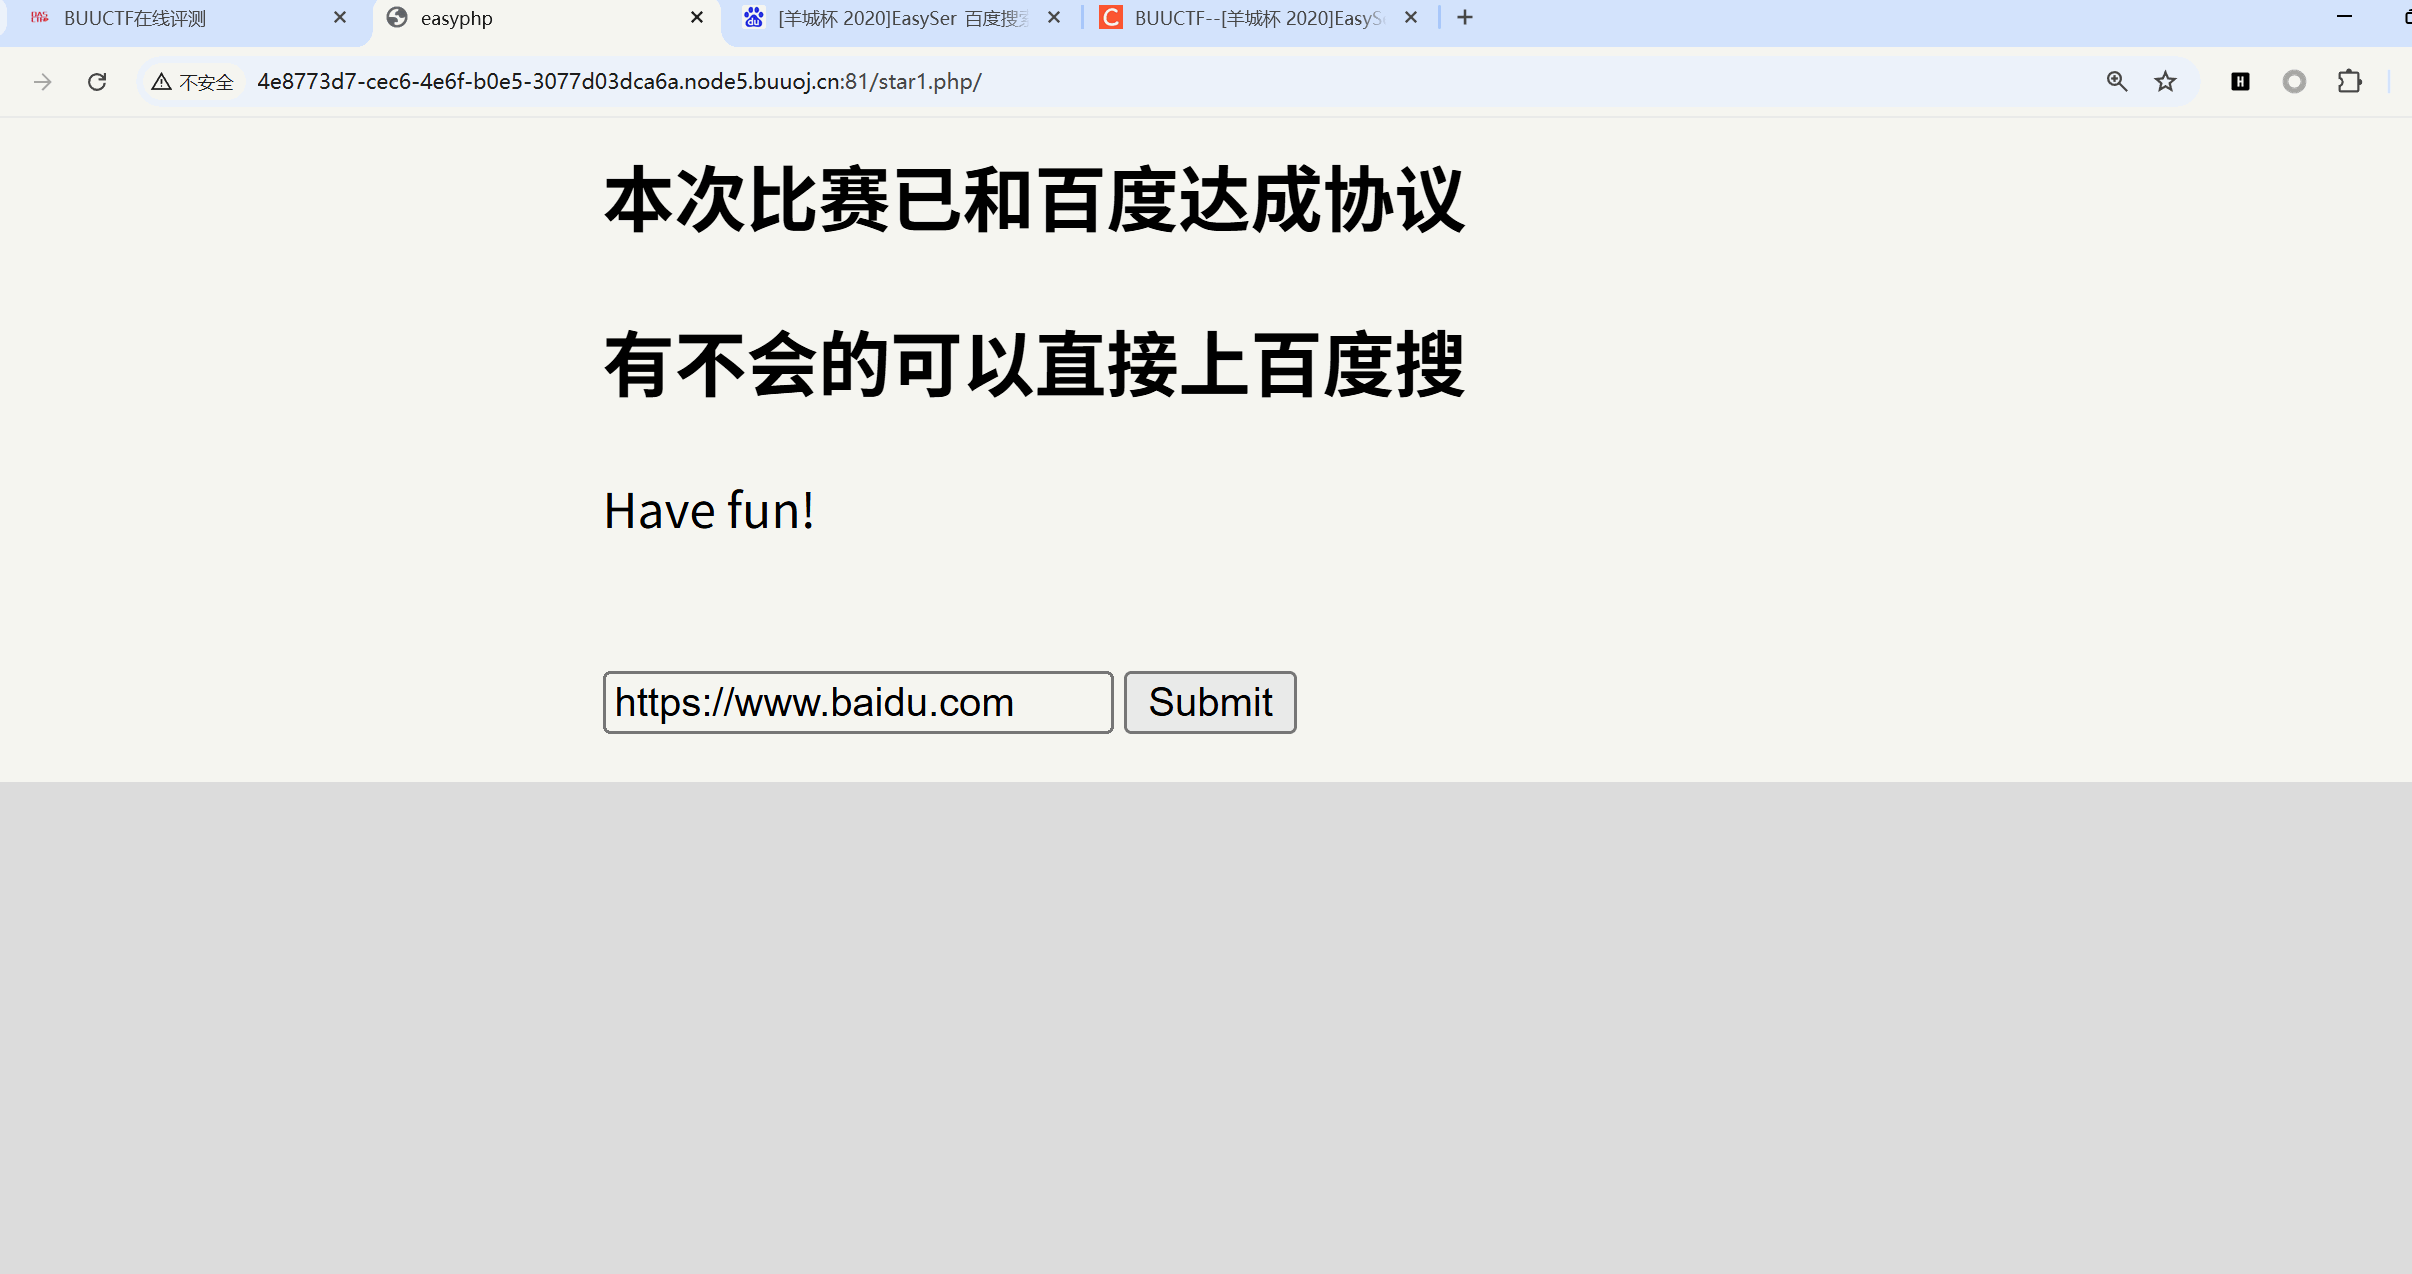 BUUCTF在线评测
easyphp
[羊城杯 2020]EasySer 百度搜索
BUUCTF--[羊城杯 2020]EasyS
不安全
4e8773d7-cec6-4e6f-b0e5-3077d03dca6a.node5.buuoj.cn:81/star1.php/
本次比赛已和百度达成协议
有不会的可以直接上百度搜
Have fun!
https://www.baidu.com
Submit